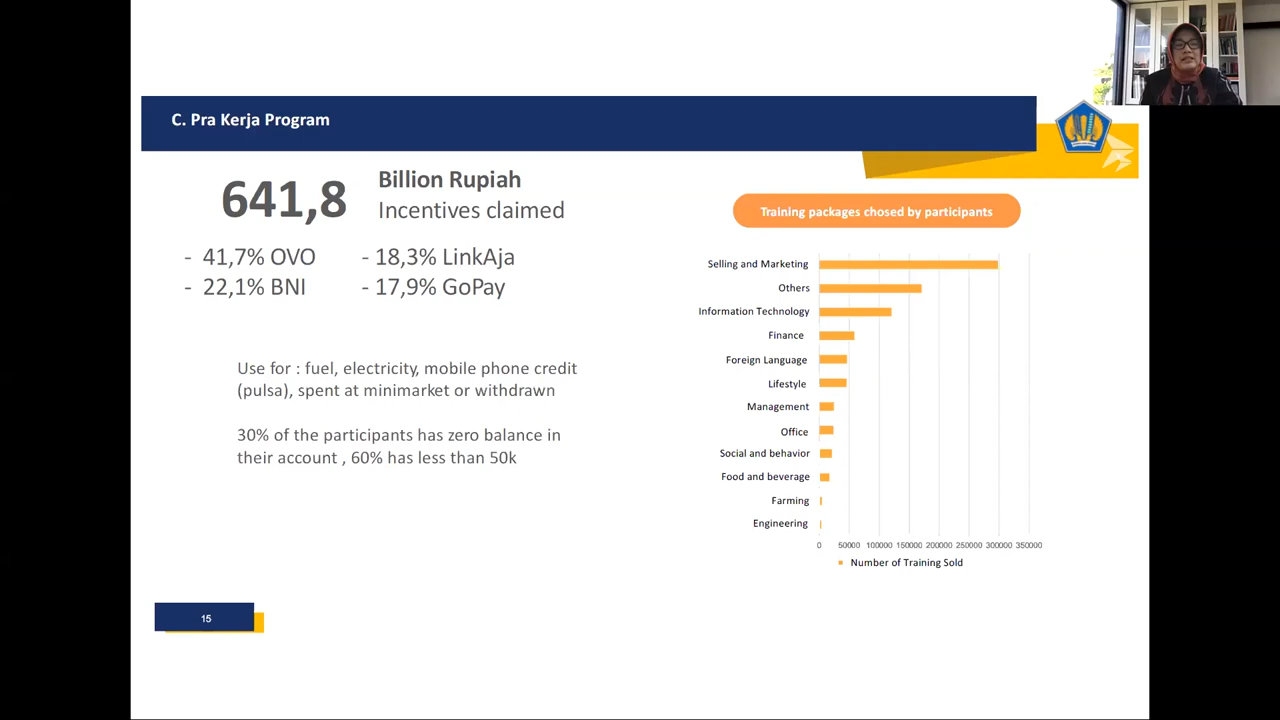 C. Pra Kerja Program
641,8
Billion Rupiah
Incentives claimed
- 41,7% OVO
- 22,1% BNI
- 18,3% LinkAja
- 17,9% GoPay
Use for : fuel, electricity, mobile phone credit
(pulsa), spent at minimarket or withdrawn
30% of the participants has zero balance in
their account , 60% has less than 50k
Training packages chosed by participants
Selling and Marketing
Others
Information Technology
Finance
Foreign Language
Lifestyle
Management
Office
Social and behavior
Food and beverage
Farming
Engineering
0 50000 100000 150000 200000 250000 300000 350000
Number of Training Sold
15